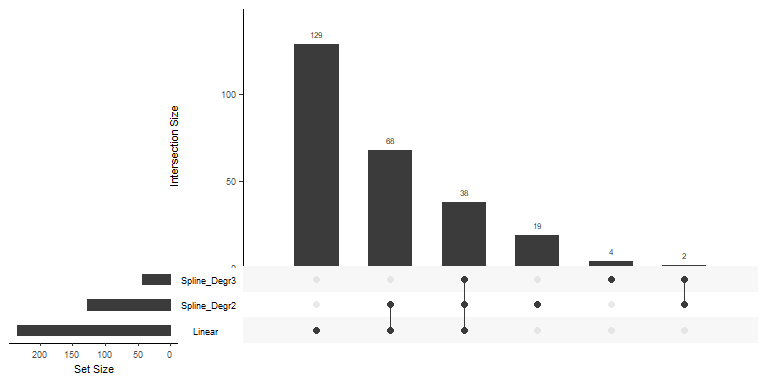 129
68
38
19
4
2
Intersection Size
100
50
0
Spline_Degr3
Spline_Degr2
Linear
200 150 100 50 0
Set Size